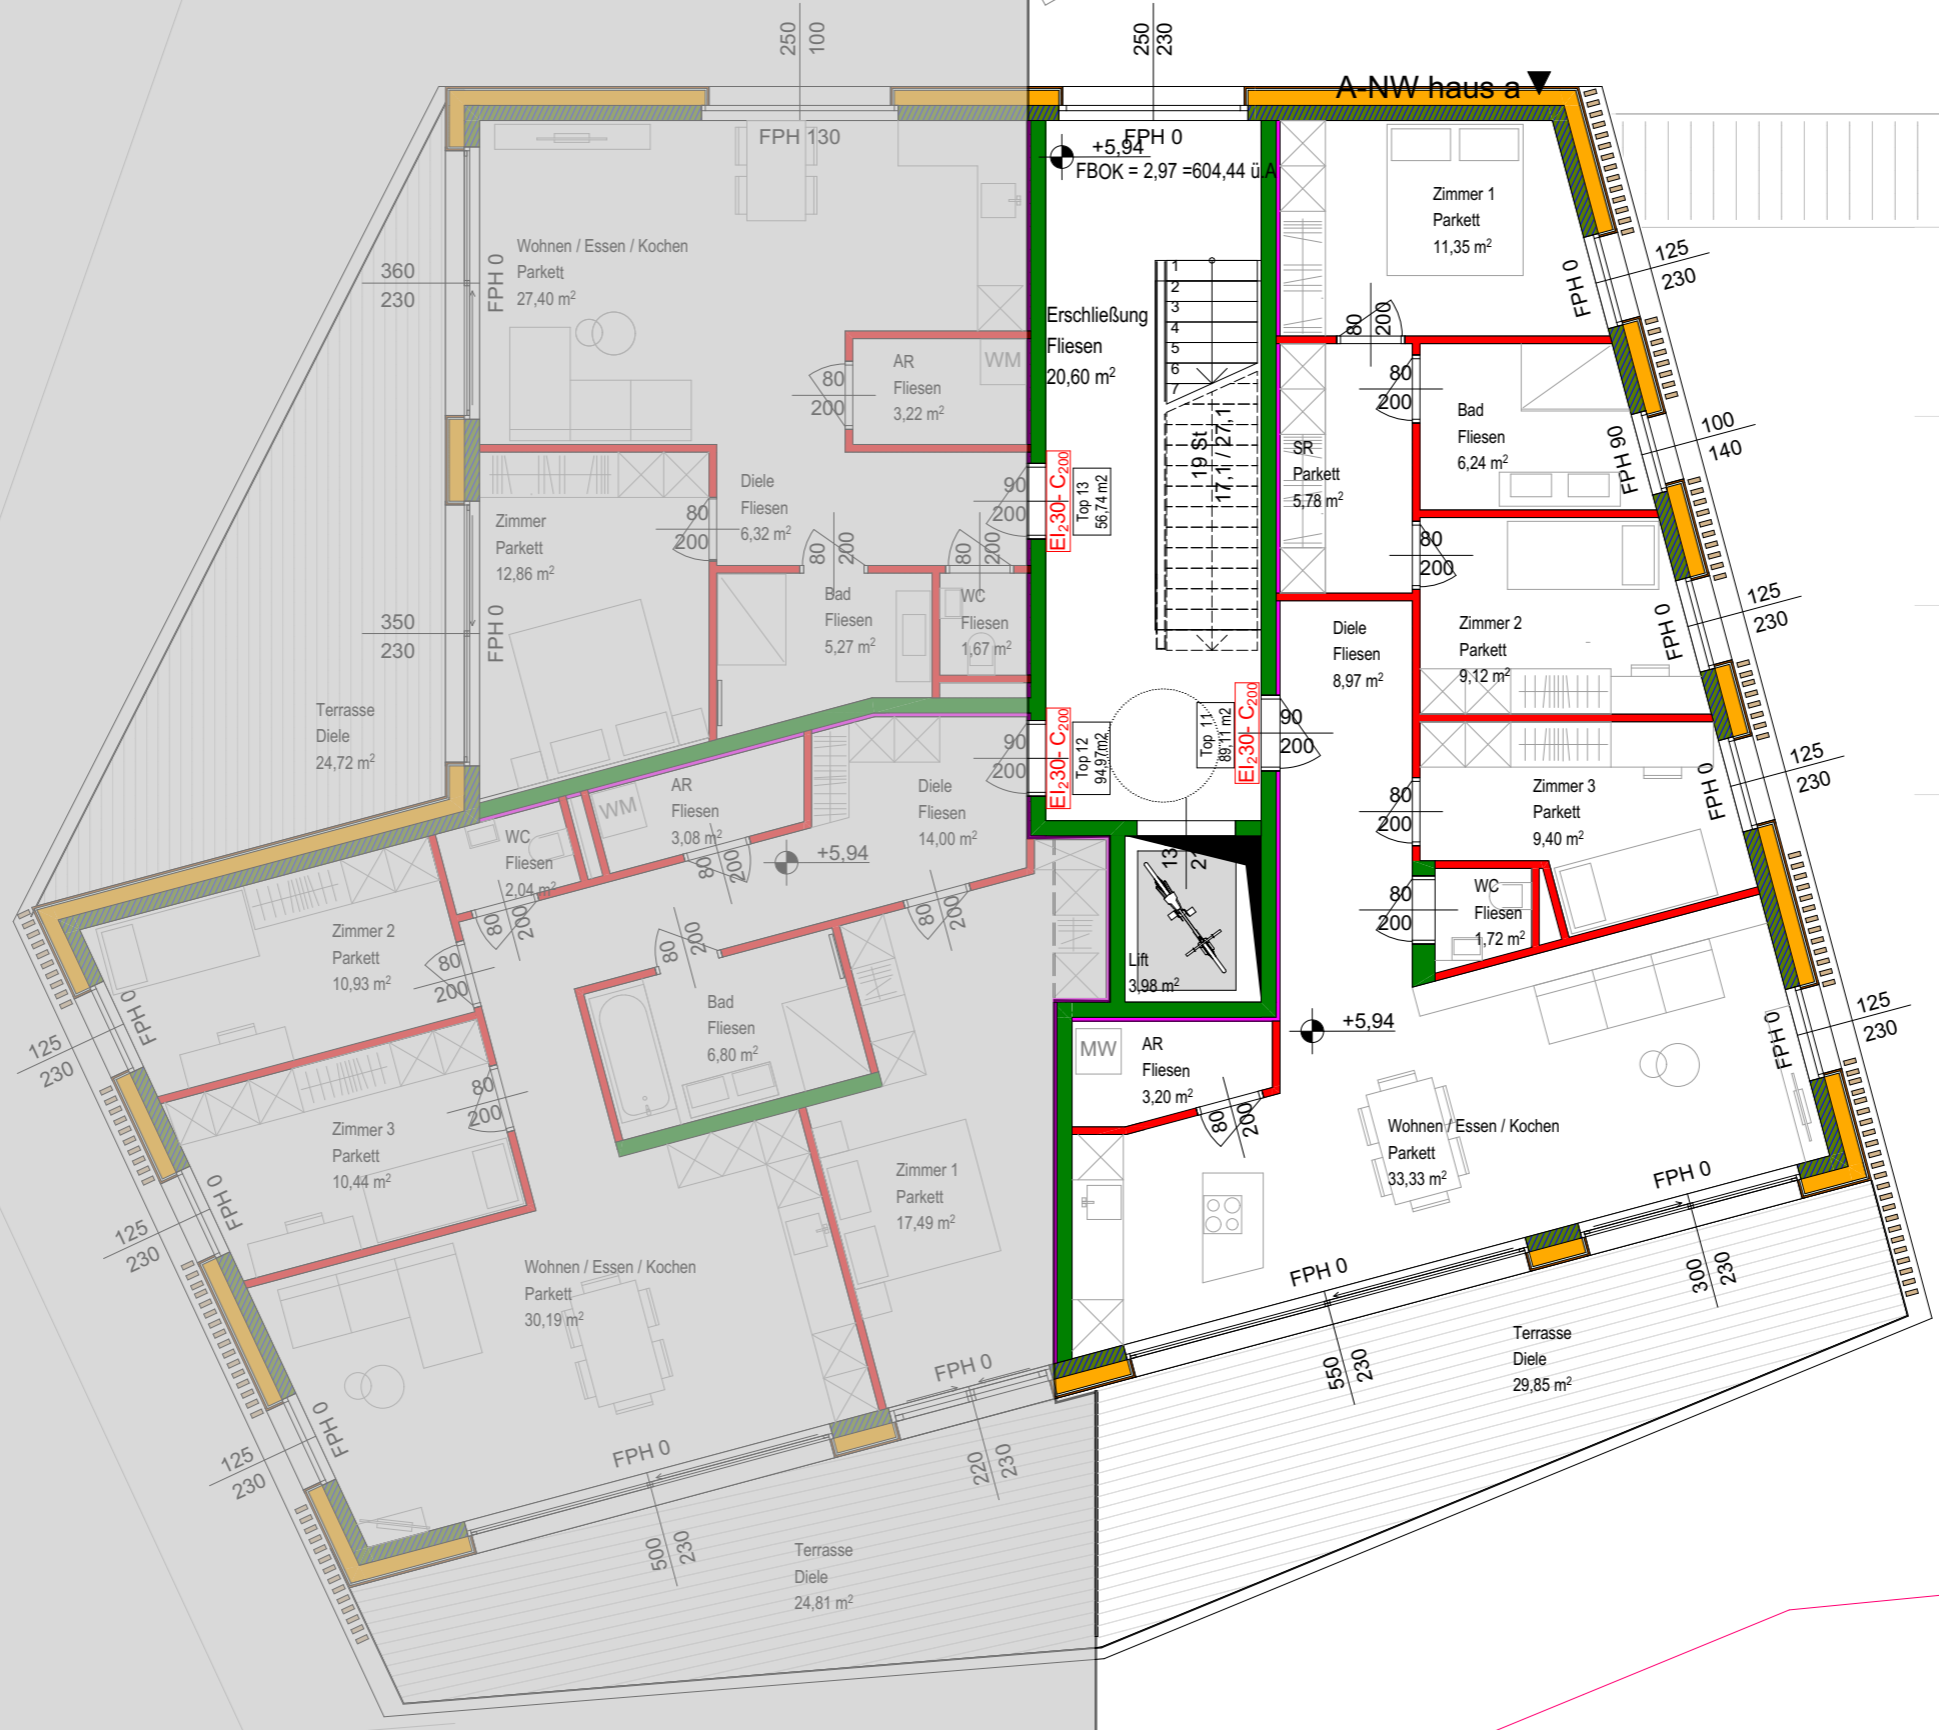 250
100
250
230
A-NW haus a
FPH 130
FPH 0
+5,94
FBOK = 2,97 =604,44 ü.A
Wohnen / Essen / Kochen
Parkett
27,40 m²
360
230
FPH 0
AR
Fliesen
3,22 m²
WM
80
200
Erschließung
Fliesen
20,60 m²
1
2
3
4
5
6
7
19 St
17,1 / 27,1
Zimmer 1
Parkett
11,35 m²
FPH 0
125
230
80
200
80
200
Bad
Fliesen
6,24 m²
FPH 90
100
140
SR
Parkett
5,78 m²
Diele
Fliesen
6,32 m²
90
200
EI₂30- C₂₀₀
Top 13
56,74 m2
Zimmer
Parkett
12,86 m²
80
200
80
200
80
200
Bad
Fliesen
5,27 m²
WC
Fliesen
1,67 m²
350
230
FPH 0
80
200
Zimmer 2
Parkett
9,12 m²
FPH 0
125
230
Diele
Fliesen
8,97 m²
Terrasse
Diele
24,72 m²
90
200
EI₂30- C₂₀₀
Top 12
94,97m2
Top 11
89,11 m2
EI₂30- C₂₀₀
90
200
Zimmer 3
Parkett
9,40 m²
FPH 0
125
230
80
200
AR
Fliesen
3,08 m²
WM
80
200
Diele
Fliesen
14,00 m²
+5,94
WC
Fliesen
2,04 m²
80
200
80
200
WC
Fliesen
1,72 m²
80
200
Lift
3,98 m²
13
21
Zimmer 2
Parkett
10,93 m²
80
200
FPH 0
125
230
80
200
Bad
Fliesen
6,80 m²
+5,94
MW
AR
Fliesen
3,20 m²
80
200
FPH 0
125
230
Zimmer 3
Parkett
10,44 m²
80
200
FPH 0
125
230
Wohnen / Essen / Kochen
Parkett
33,33 m²
Zimmer 1
Parkett
17,49 m²
FPH 0
300
230
FPH 0
550
230
Wohnen / Essen / Kochen
Parkett
30,19 m²
Terrasse
Diele
29,85 m²
FPH 0
220
230
FPH 0
125
230
FPH 0
500
230
Terrasse
Diele
24,81 m²